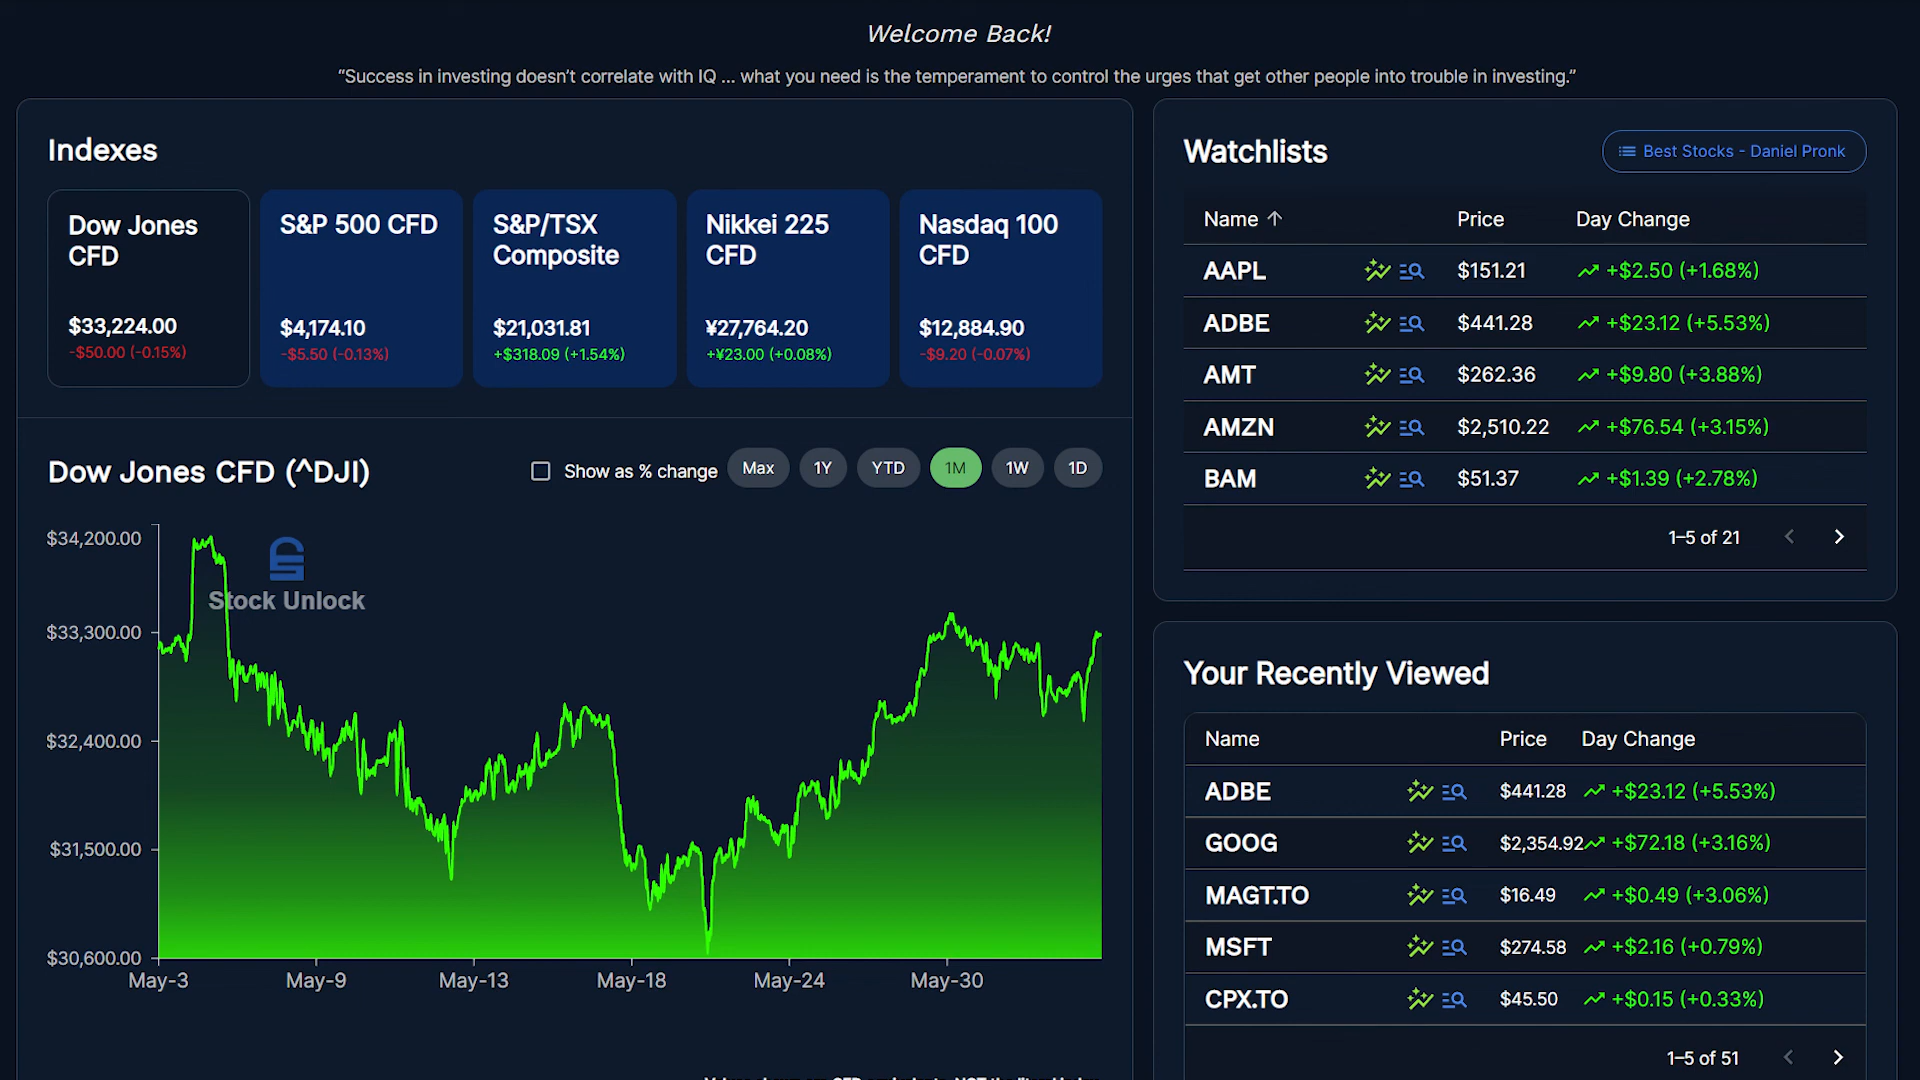 Welcome Back!
“Success in investing doesn’t correlate with IQ ... what you need is the temperament to control the urges that get other people into trouble in investing.”
Indexes
Dow Jones
CFD
$33,224.00
-$50.00 (-0.15%)
S&P 500 CFD
$4,174.10
-$5.50 (-0.13%)
S&P/TSX
Composite
$21,031.81
+$318.09 (+1.54%)
Nikkei 225
CFD
¥27,764.20
+¥23.00 (+0.08%)
Nasdaq 100
CFD
$12,884.90
-$9.20 (-0.07%)
Dow Jones CFD (^DJI)
Show as % change Max 1Y YTD 1M 1W 1D
Stock Unlock
$34,200.00
$33,300.00
$32,400.00
$31,500.00
$30,600.00
May-3 May-9 May-13 May-18 May-24 May-30
Watchlists
Best Stocks - Daniel Pronk
Name Price Day Change
AAPL $151.21 +$2.50 (+1.68%)
ADBE $441.28 +$23.12 (+5.53%)
AMT $262.36 +$9.80 (+3.88%)
AMZN $2,510.22 +$76.54 (+3.15%)
BAM $51.37 +$1.39 (+2.78%)
1–5 of 21
Your Recently Viewed
Name Price Day Change
ADBE $441.28 +$23.12 (+5.53%)
GOOG $2,354.92 +$72.18 (+3.16%)
MAGT.TO $16.49 +$0.49 (+3.06%)
MSFT $274.58 +$2.16 (+0.79%)
CPX.TO $45.50 +$0.15 (+0.33%)
1–5 of 51